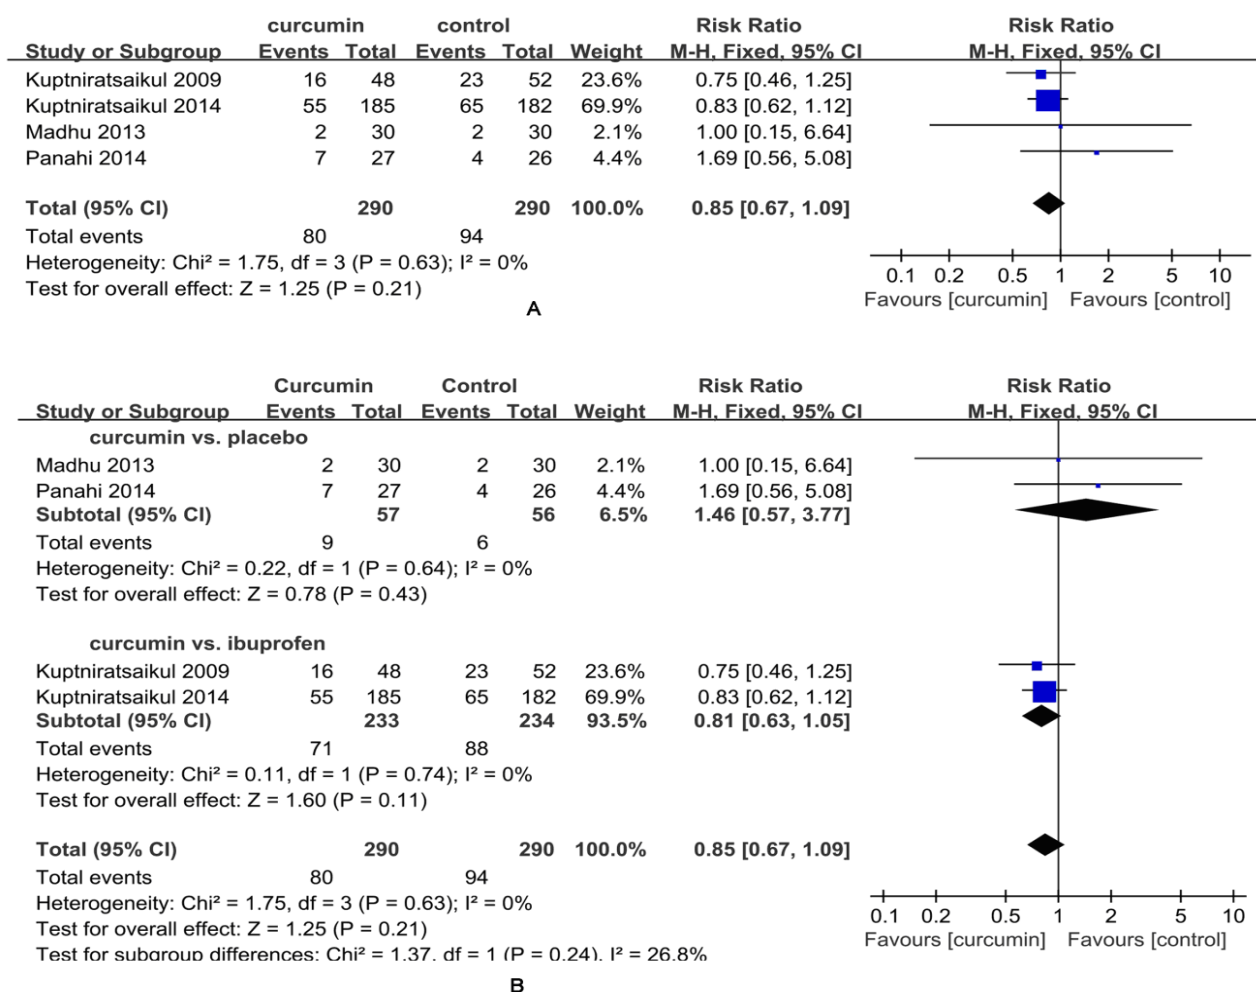 curcumin control Risk Ratio Risk Ratio
Study or Subgroup Events Total Events Total Weight M-H, Fixed, 95% CI M-H, Fixed, 95% CI
Kuptniratsaikul 2009 16 48 23 52 23.6% 0.75 [0.46, 1.25]
Kuptniratsaikul 2014 55 185 65 182 69.9% 0.83 [0.62, 1.12]
Madhu 2013 2 30 2 30 2.1% 1.00 [0.15, 6.64]
Panahi 2014 7 27 4 26 4.4% 1.69 [0.56, 5.08]
Total (95% CI) 290 290 100.0% 0.85 [0.67, 1.09]
Total events 80 94
Heterogeneity: Chi² = 1.75, df = 3 (P = 0.63); I² = 0%
Test for overall effect: Z = 1.25 (P = 0.21)
0.1 0.2 0.5 1 2 5 10
Favours [curcumin] Favours [control]
A
Curcumin Control Risk Ratio Risk Ratio
Study or Subgroup Events Total Events Total Weight M-H, Fixed, 95% CI M-H, Fixed, 95% CI
curcumin vs. placebo
Madhu 2013 2 30 2 30 2.1% 1.00 [0.15, 6.64]
Panahi 2014 7 27 4 26 4.4% 1.69 [0.56, 5.08]
Subtotal (95% CI) 57 56 6.5% 1.46 [0.57, 3.77]
Total events 9 6
Heterogeneity: Chi² = 0.22, df = 1 (P = 0.64); I² = 0%
Test for overall effect: Z = 0.78 (P = 0.43)
curcumin vs. ibuprofen
Kuptniratsaikul 2009 16 48 23 52 23.6% 0.75 [0.46, 1.25]
Kuptniratsaikul 2014 55 185 65 182 69.9% 0.83 [0.62, 1.12]
Subtotal (95% CI) 233 234 93.5% 0.81 [0.63, 1.05]
Total events 71 88
Heterogeneity: Chi² = 0.11, df = 1 (P = 0.74); I² = 0%
Test for overall effect: Z = 1.60 (P = 0.11)
Total (95% CI) 290 290 100.0% 0.85 [0.67, 1.09]
Total events 80 94
Heterogeneity: Chi² = 1.75, df = 3 (P = 0.63); I² = 0%
Test for overall effect: Z = 1.25 (P = 0.21)
Test for subgroup differences: Chi² = 1.37, df = 1 (P = 0.24), I² = 26.8%
0.1 0.2 0.5 1 2 5 10
Favours [curcumin] Favours [control]
B